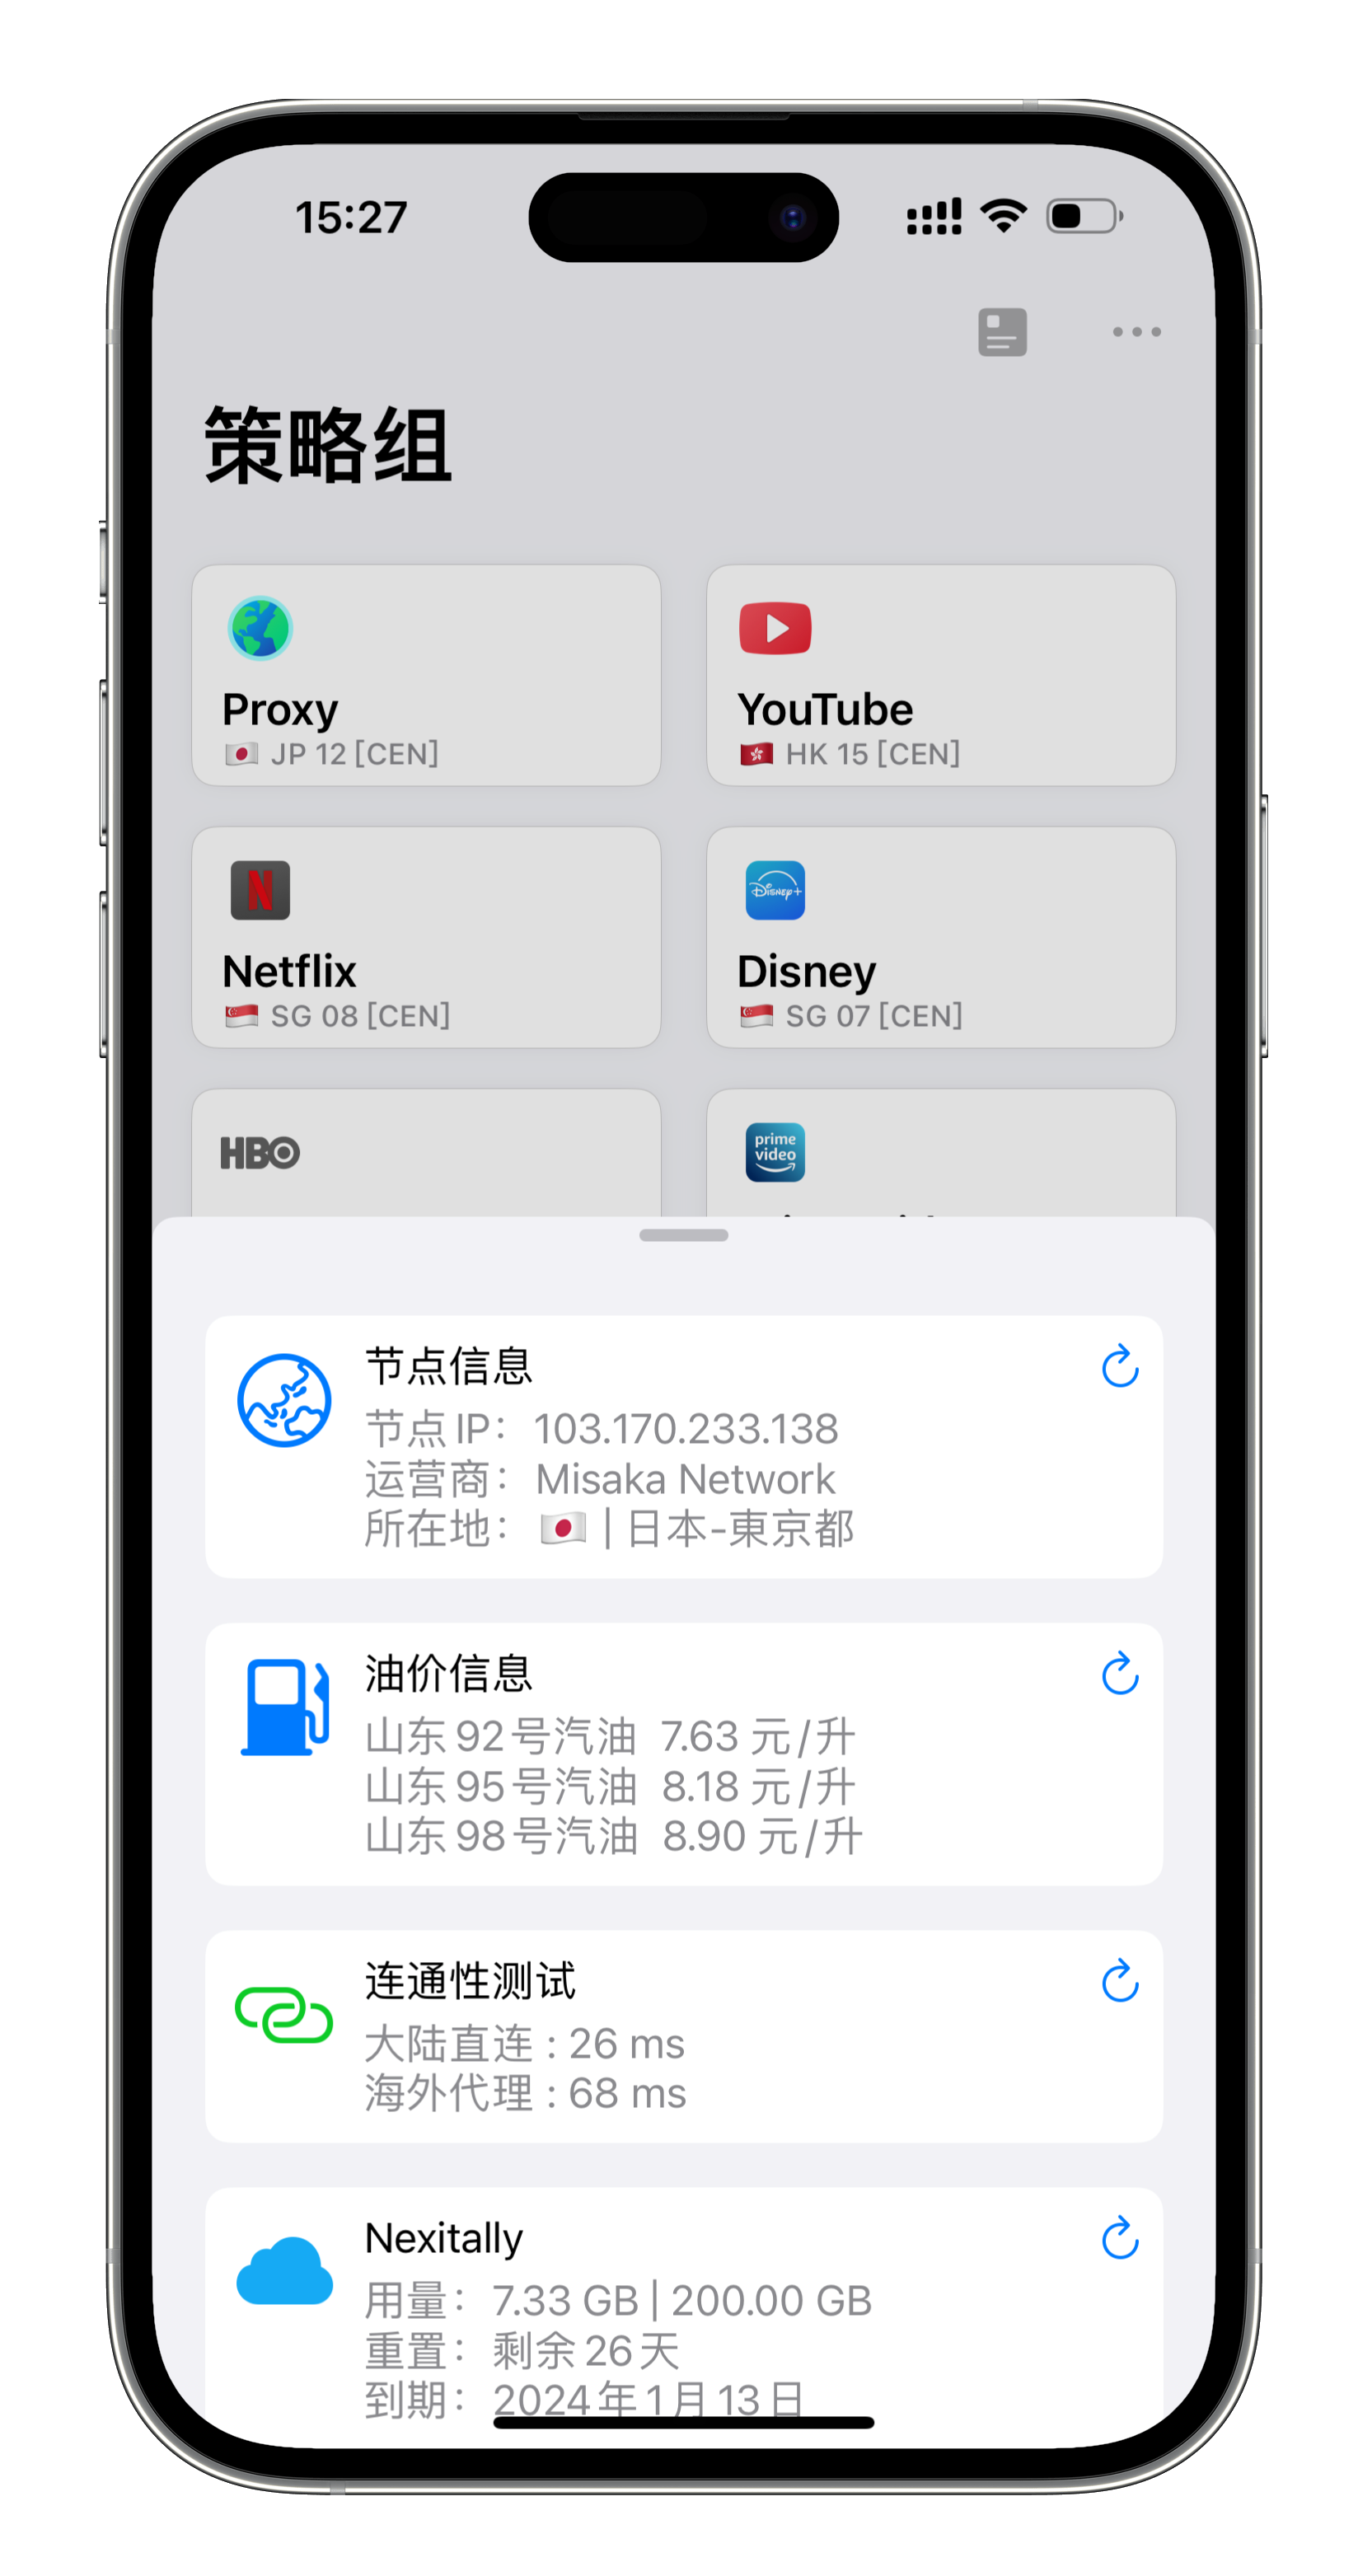 15:27
策略组
Proxy
🇯🇵 JP 12 [CEN]
YouTube
🇭🇰 HK 15 [CEN]
N
Netflix
🇸🇬 SG 08 [CEN]
Disney+
Disney
🇸🇬 SG 07 [CEN]
HBO
prime
video
节点信息
节点 IP： 103.170.233.138
运营商： Misaka Network
所在地： 🇯🇵 | 日本-東京都
油价信息
山东 92 号汽油 7.63 元/升
山东 95 号汽油 8.18 元/升
山东 98 号汽油 8.90 元/升
连通性测试
大陆直连 : 26 ms
海外代理 : 68 ms
Nexitally
用量： 7.33 GB | 200.00 GB
重置： 剩余 26 天
到期： 2024 年 1 月 13 日